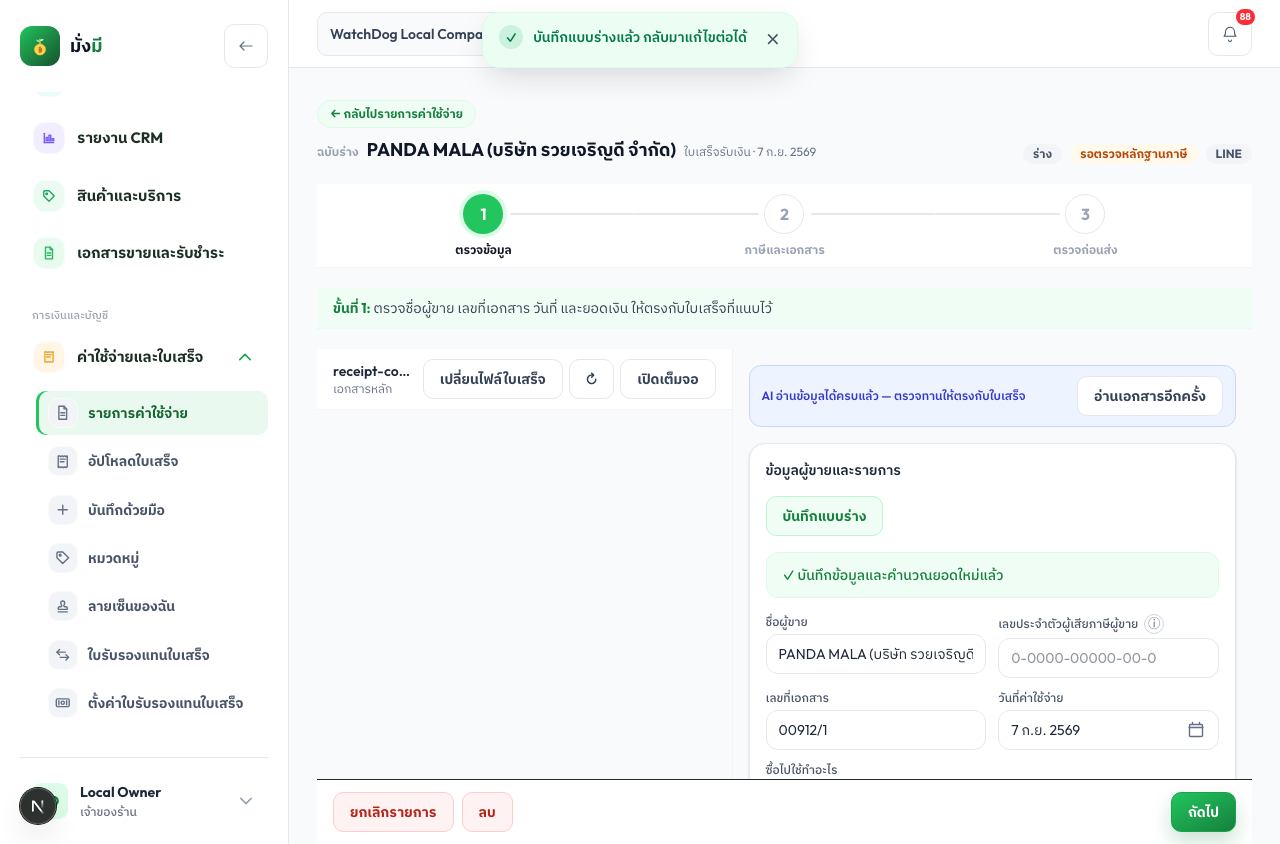 มั่งมี
รายงาน CRM
สินค้าและบริการ
เอกสารขายและรับชำระ
การเงินและบัญชี
ค่าใช้จ่ายและใบเสร็จ
รายการค่าใช้จ่าย
อัปโหลดใบเสร็จ
บันทึกด้วยมือ
หมวดหมู่
ลายเซ็นของฉัน
ใบรับรองแทนใบเสร็จ
ตั้งค่าใบรับรองแทนใบเสร็จ
N
Local Owner
เจ้าของร้าน
WatchDog Local Compa
✓ บันทึกแบบร่างแล้ว กลับมาแก้ไขต่อได้ ✕
88
← กลับไปรายการค่าใช้จ่าย
ฉบับร่าง PANDA MALA (บริษัท รวยเจริญดี จำกัด) ใบเสร็จรับเงิน · 7 ก.ย. 2569
ร่าง รอตรวจหลักฐานภาษี LINE
1 2 3
ตรวจข้อมูล ภาษีและเอกสาร ตรวจก่อนส่ง
ขั้นที่ 1: ตรวจชื่อผู้ขาย เลขที่เอกสาร วันที่ และยอดเงิน ให้ตรงกับใบเสร็จที่แนบไว้
receipt-co...
เอกสารหลัก
เปลี่ยนไฟล์ใบเสร็จ ↻ เปิดเต็มจอ
AI อ่านข้อมูลได้ครบแล้ว — ตรวจทานให้ตรงกับใบเสร็จ
อ่านเอกสารอีกครั้ง
ข้อมูลผู้ขายและรายการ
บันทึกแบบร่าง
✓ บันทึกข้อมูลและคำนวณยอดใหม่แล้ว
ชื่อผู้ขาย
PANDA MALA (บริษัท รวยเจริญดี
เลขประจำตัวผู้เสียภาษีผู้ขาย ⓘ
0-0000-00000-00-0
เลขที่เอกสาร
00912/1
วันที่ค่าใช้จ่าย
7 ก.ย. 2569
ซื้อไปใช้ทำอะไร
ยกเลิกรายการ ลบ
ถัดไป